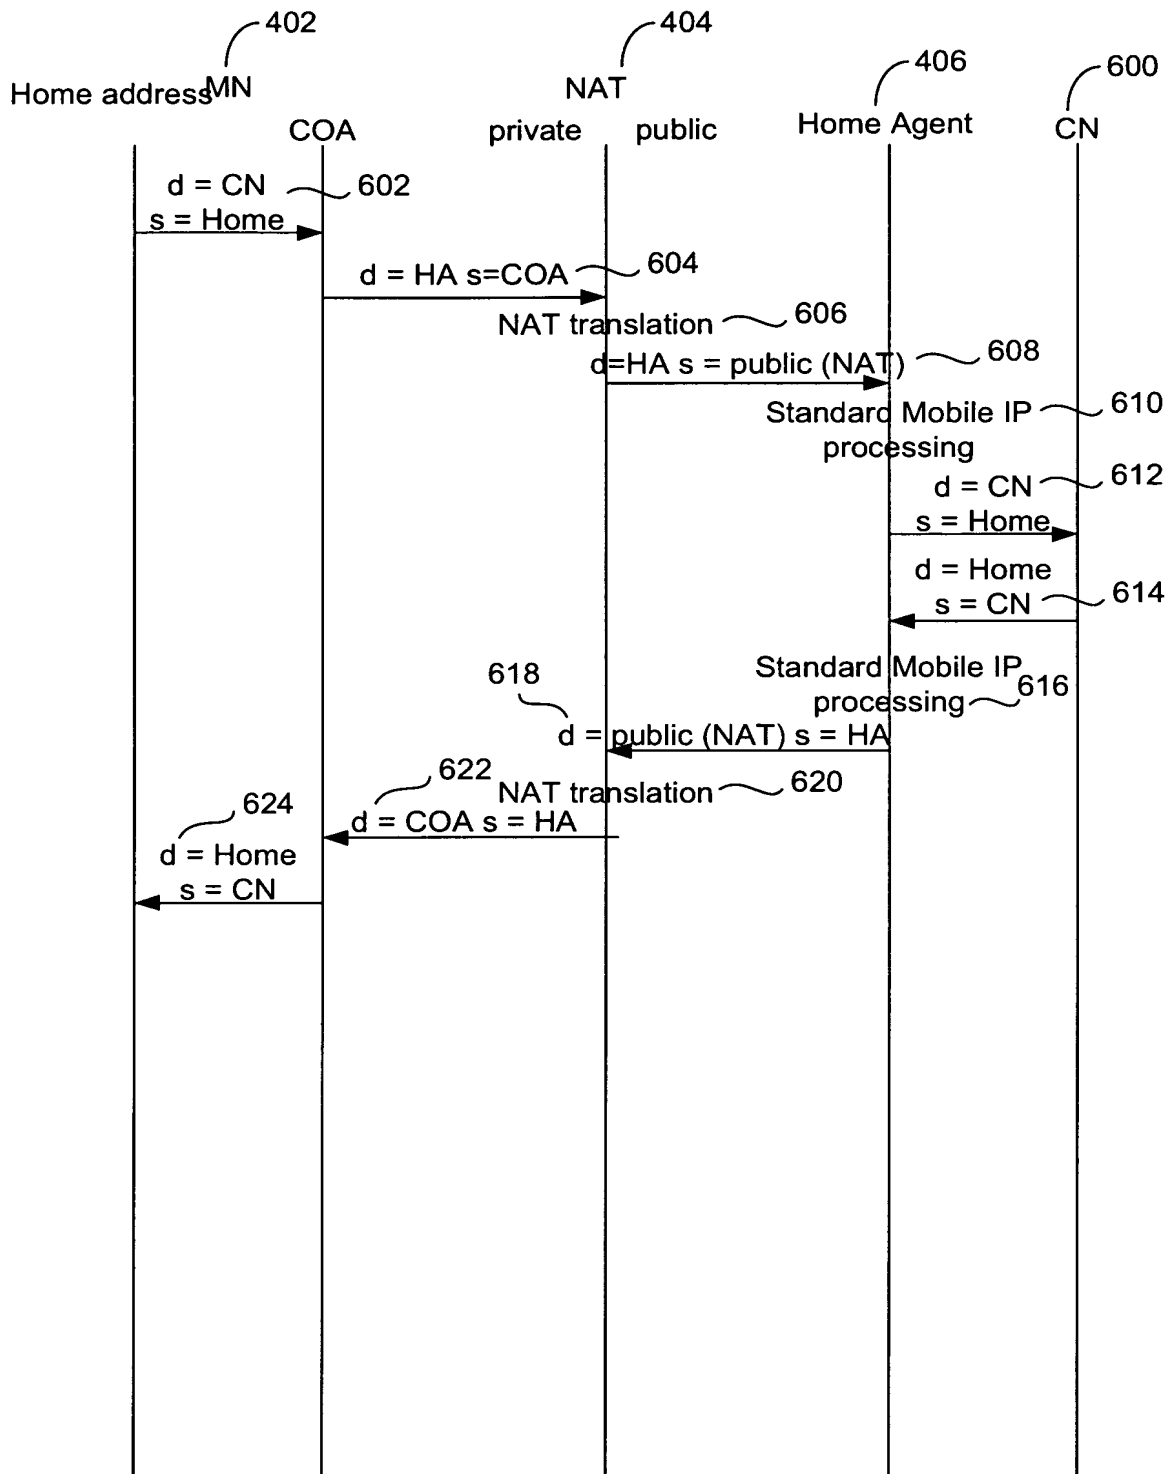 402
404
406
600
Home address MN
NAT
COA
private public
Home Agent
CN
d = CN
602
s = Home
d = HA s=COA
604
NAT translation
606
d=HA s = public (NAT)
608
Standard Mobile IP
610
processing
d = CN
612
s = Home
d = Home
s = CN
614
Standard Mobile IP
processing
616
618
d = public (NAT) s = HA
622
NAT translation
620
d = COA s = HA
624
d = Home
s = CN